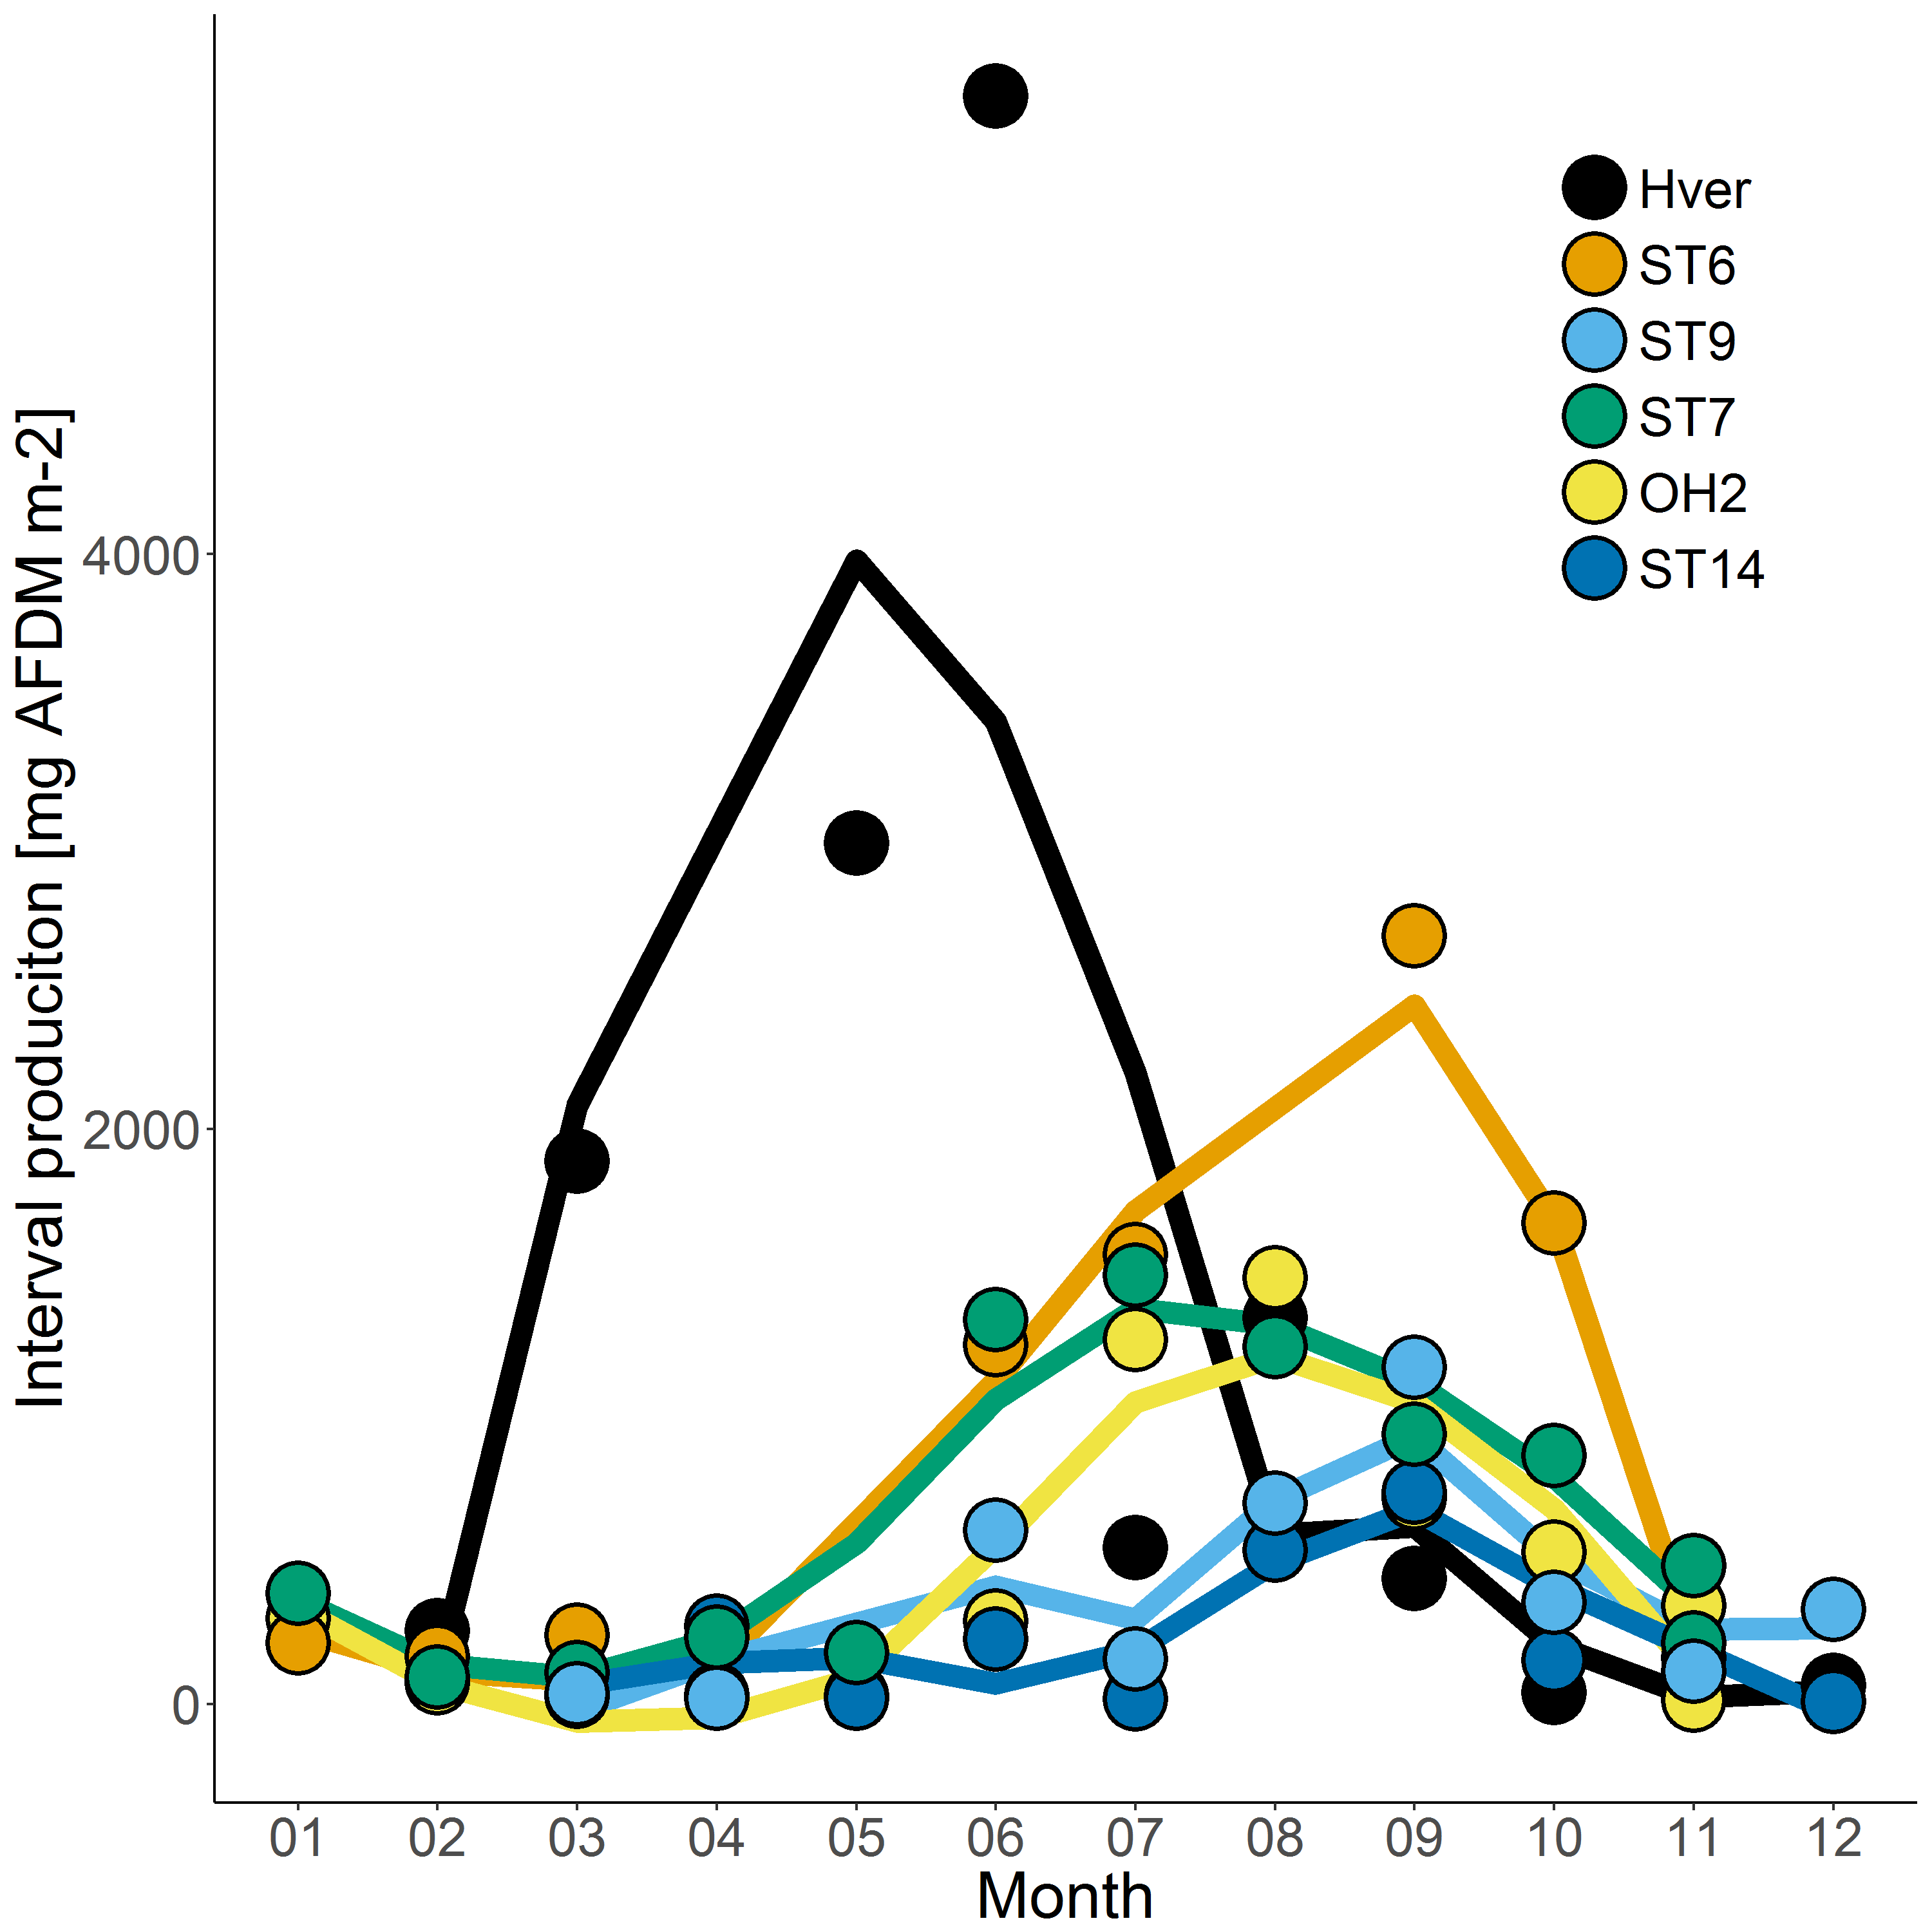 Interval produciton [mg AFDM m-2]
4000
2000
0
Hver
ST6
ST9
ST7
OH2
ST14
01 02 03 04 05 06 07 08 09 10 11 12
Month